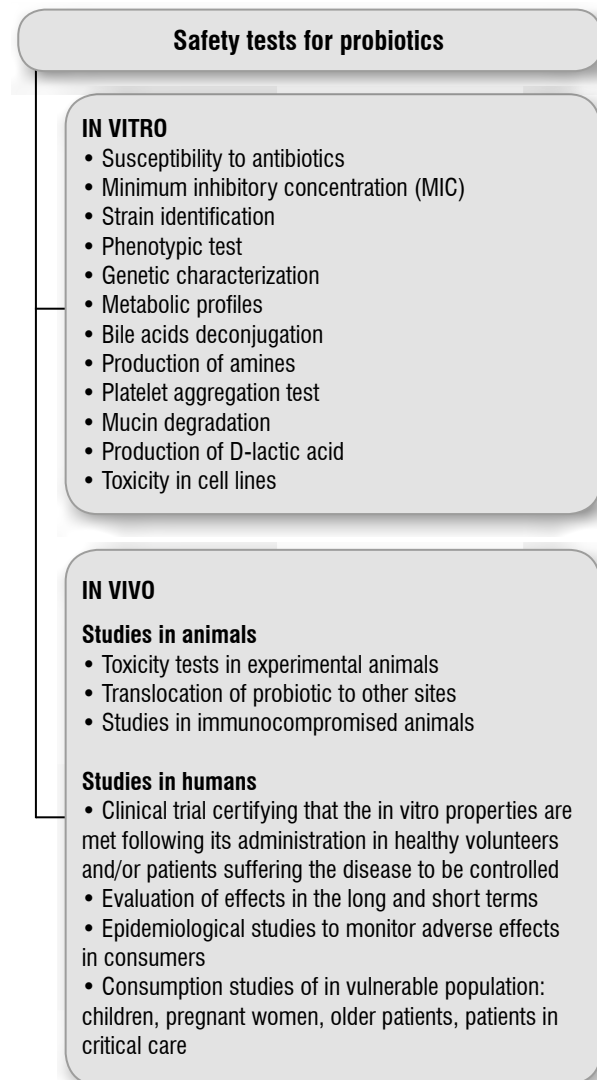 Safety tests for probiotics
IN VITRO
• Susceptibility to antibiotics
• Minimum inhibitory concentration (MIC)
• Strain identification
• Phenotypic test
• Genetic characterization
• Metabolic profiles
• Bile acids deconjugation
• Production of amines
• Platelet aggregation test
• Mucin degradation
• Production of D-lactic acid
• Toxicity in cell lines
IN VIVO
Studies in animals
• Toxicity tests in experimental animals
• Translocation of probiotic to other sites
• Studies in immunocompromised animals
Studies in humans
• Clinical trial certifying that the in vitro properties are
met following its administration in healthy volunteers
and/or patients suffering the disease to be controlled
• Evaluation of effects in the long and short terms
• Epidemiological studies to monitor adverse effects
in consumers
• Consumption studies of in vulnerable population:
children, pregnant women, older patients, patients in
critical care